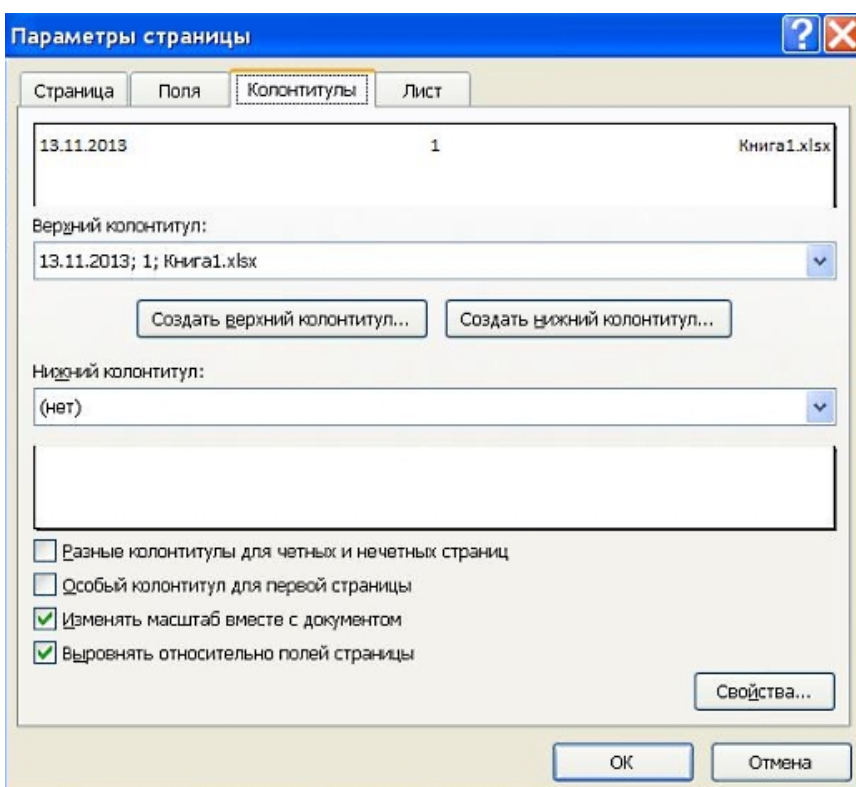 Параметры страницы
Страница Поля Колонтитулы Лист
13.11.2013 1 Книга1.xlsx
Верхний колонтитул:
13.11.2013; 1; Книга1.xlsx
Создать верхний колонтитул... Создать нижний колонтитул...
Нижний колонтитул:
(нет)
Разные колонтитулы для четных и нечетных страниц
Особый колонтитул для первой страницы
Изменять масштаб вместе с документом
Выровнять относительно полей страницы
Свойства...
ОК Отмена